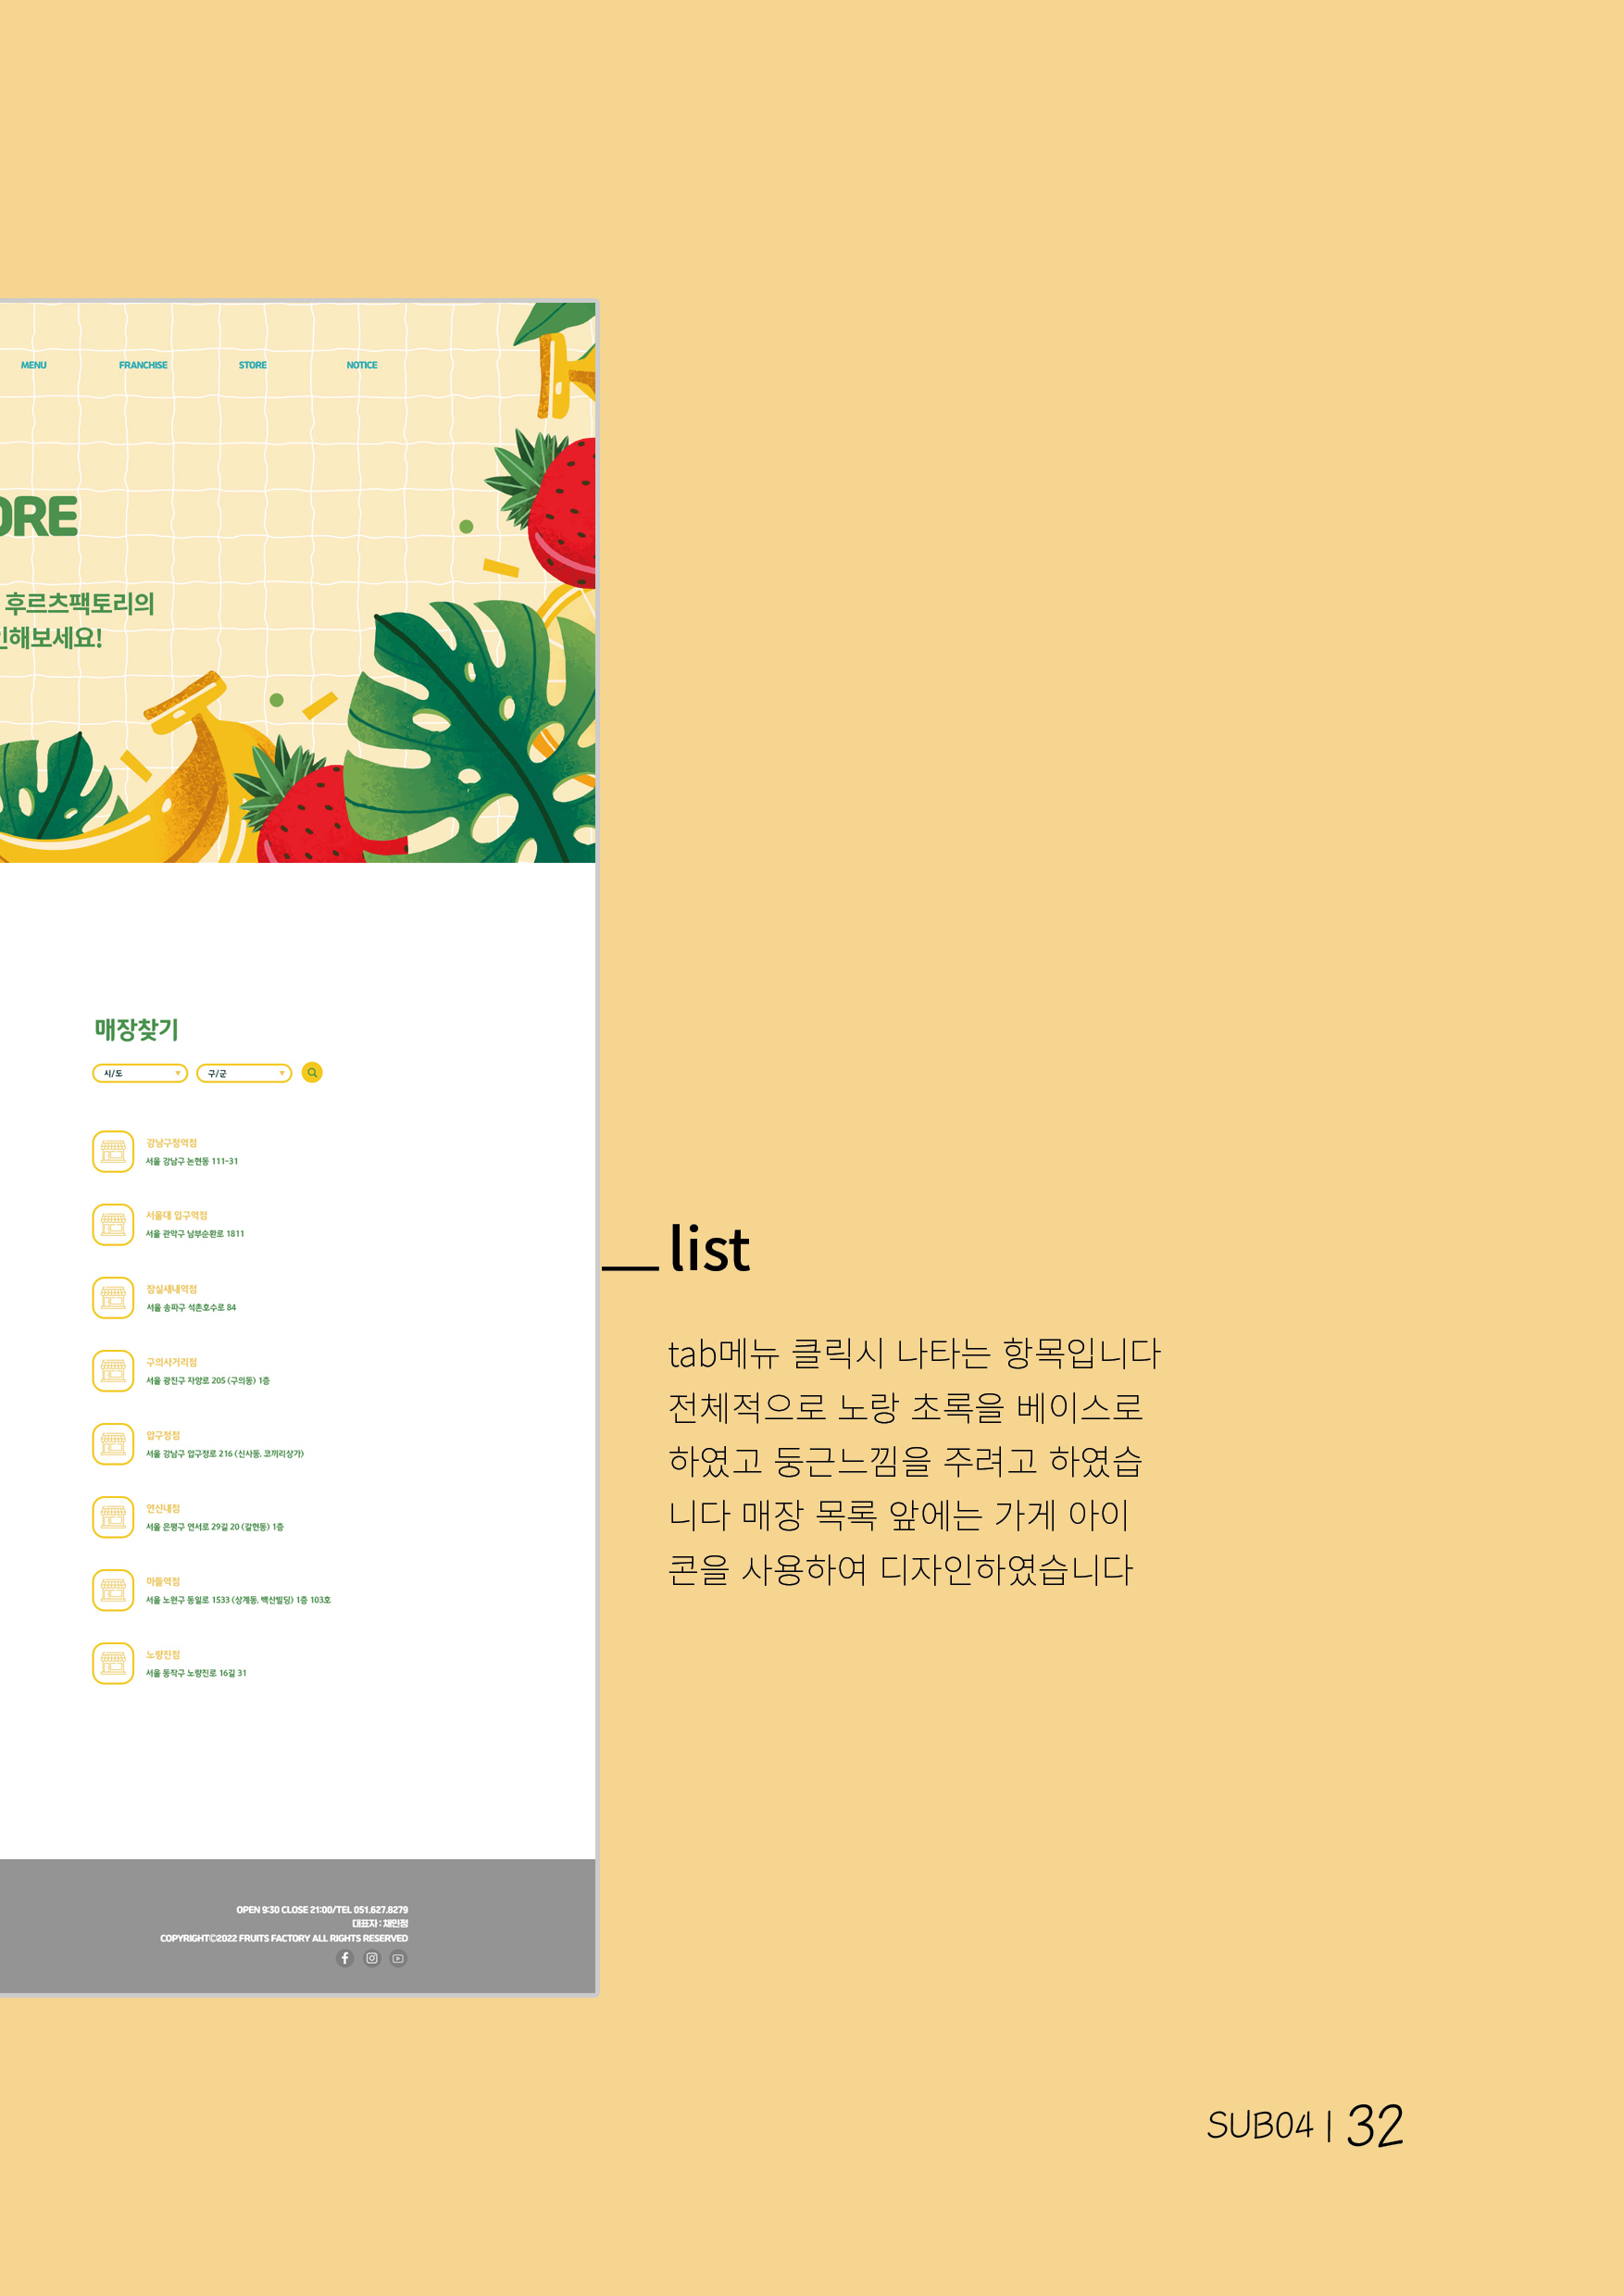 MENU FRANCHISE STORE NOTICE
ORE
후르츠팩토리의
인해보세요!
매장찾기
시/도 구/군
강남구청역점
서울 강남구 논현동 111-31
서울대 입구역점
서울 관악구 남부순환로 1811
잠실새내역점
서울 송파구 석촌호수로 84
구의사거리점
서울 광진구 자양로 205 (구의동) 1층
압구정점
서울 강남구 압구정로 216 (신사동, 코끼리상가)
연신내점
서울 은평구 연서로 29길 20 (갈현동) 1층
마들역점
서울 노원구 동일로 1533 (상계동, 백산빌딩) 1층 103호
노량진점
서울 동작구 노량진로 16길 31
list
tab메뉴 클릭시 나타는 항목입니다
전체적으로 노랑 초록을 베이스로
하였고 둥근느낌을 주려고 하였습
니다 매장 목록 앞에는 가게 아이
콘을 사용하여 디자인하였습니다
OPEN 9:30 CLOSE 21:00/TEL 051.627.8279
대표자 : 채민정
COPYRIGHT©2022 FRUITS FACTORY ALL RIGHTS RESERVED
SUB04 | 32